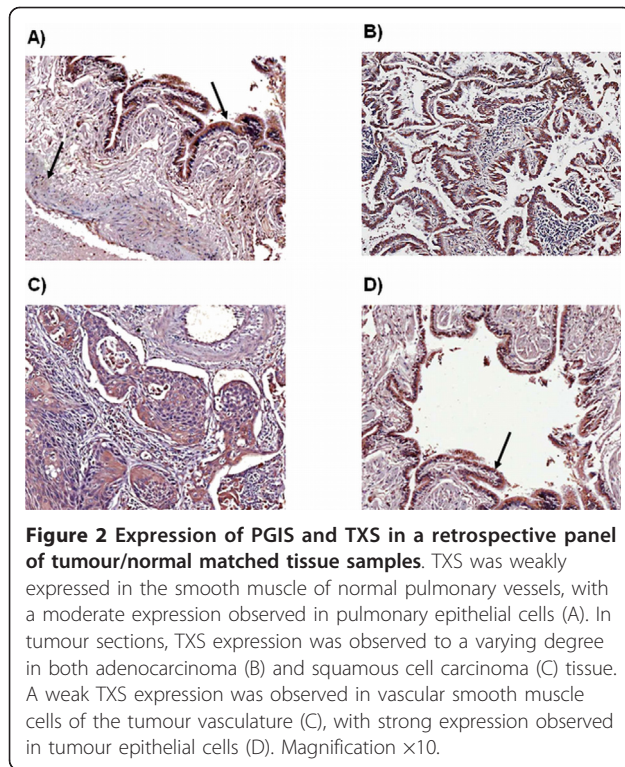 A)
B)
C)
D)
Figure 2 Expression of PGIS and TXS in a retrospective panel
of tumour/normal matched tissue samples. TXS was weakly
expressed in the smooth muscle of normal pulmonary vessels, with
a moderate expression observed in pulmonary epithelial cells (A). In
tumour sections, TXS expression was observed to a varying degree
in both adenocarcinoma (B) and squamous cell carcinoma (C) tissue.
A weak TXS expression was observed in vascular smooth muscle
cells of the tumour vasculature (C), with strong expression observed
in tumour epithelial cells (D). Magnification ×10.